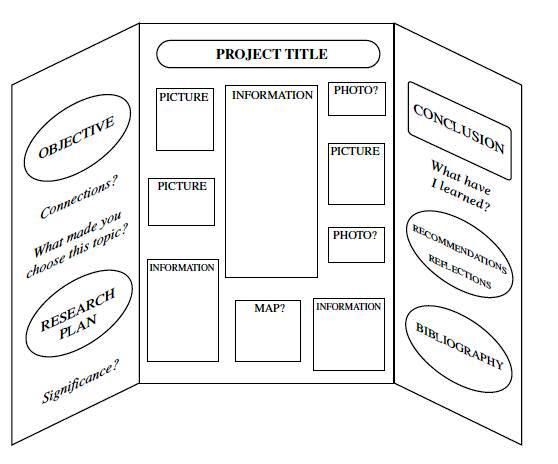 OBJECTIVE
Connections?
What made you
choose this topic?
RESEARCH
PLAN
Significance?
PROJECT TITLE
PICTURE
INFORMATION
PHOTO?
PICTURE
PICTURE
PHOTO?
INFORMATION
MAP?
INFORMATION
CONCLUSION
What have
I learned?
RECOMMENDATIONS
REFLECTIONS
BIBLIOGRAPHY